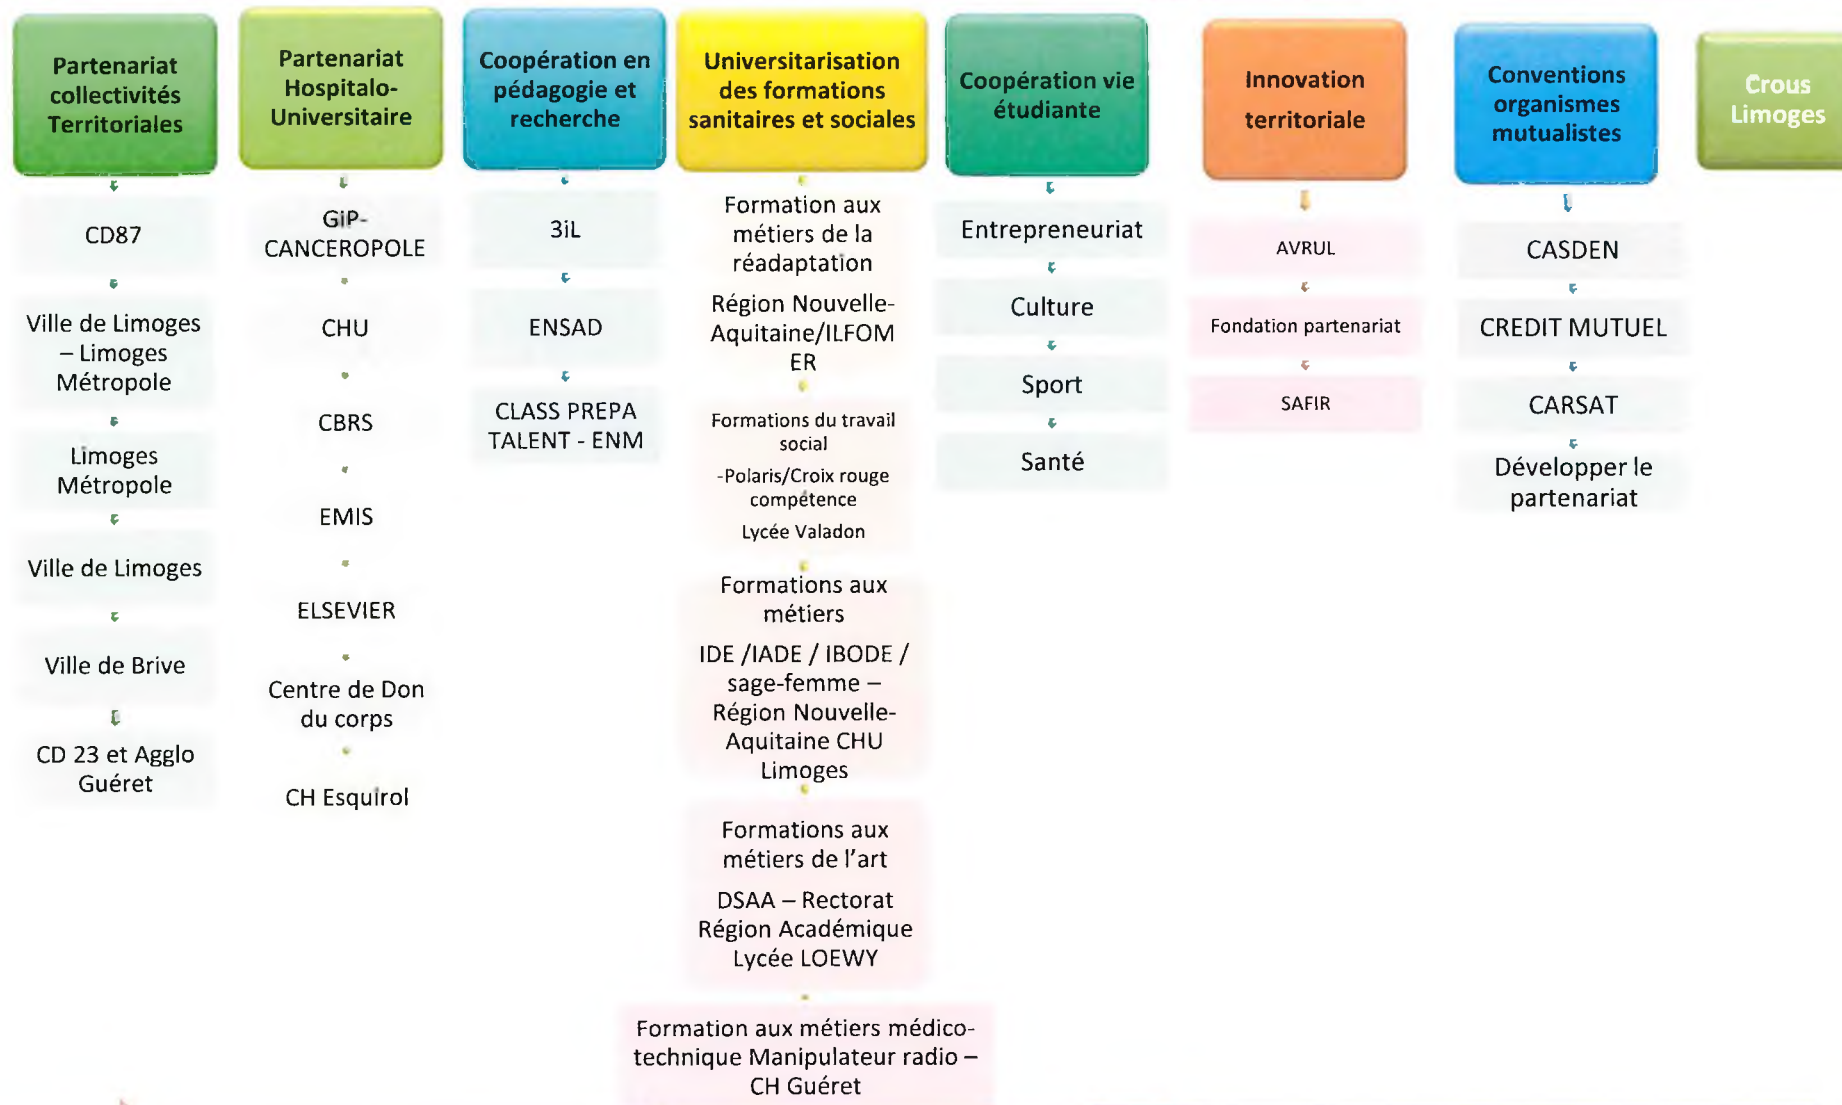 Partenariat
collectivités
Territoriales
CD87
Ville de Limoges
– Limoges
Métropole
Limoges
Métropole
Ville de Limoges
Ville de Brive
CD 23 et Agglo
Guéret
Partenariat
Hospitalo-
Universitaire
GiP-
CANCEROPOLE
CHU
CBRS
EMIS
ELSEVIER
Centre de Don
du corps
CH Esquirol
Coopération en
pédagogie et
recherche
3iL
ENSAD
CLASS PREPA
TALENT - ENM
Universitarisation
des formations
sanitaires et sociales
Formation aux
métiers de la
réadaptation
Région Nouvelle-
Aquitaine/ILFOM
ER
Formations du travail
social
-Polaris/Croix rouge
compétence
Lycée Valadon
Formations aux
métiers
IDE /IADE / IBODE /
sage-femme –
Région Nouvelle-
Aquitaine CHU
Limoges
Formations aux
métiers de l'art
DSAA – Rectorat
Région Académique
Lycée LOEWY
Formation aux métiers médico-
technique Manipulateur radio –
CH Guéret
Coopération vie
étudiante
Entrepreneuriat
Culture
Sport
Santé
Innovation
territoriale
AVRUL
Fondation partenariat
SAFIR
Conventions
organismes
mutualistes
CASDEN
CREDIT MUTUEL
CARSAT
Développer le
partenariat
Crous
Limoges